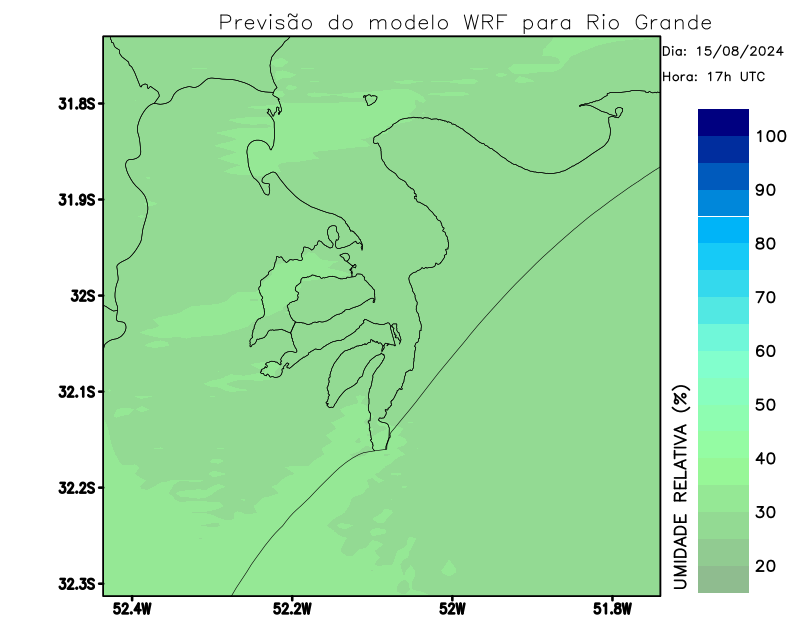 Previsão do modelo WRF para Rio Grande
Dia: 15/08/2024
Hora: 17h UTC
31.8S
31.9S
32S
32.1S
32.2S
32.3S
52.4W 52.2W 52W 51.8W
100
90
80
70
60
50
40
30
20
UMIDADE RELATIVA (%)